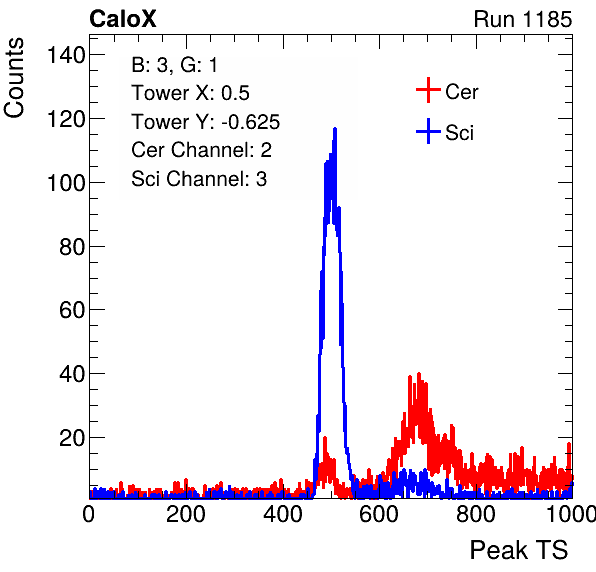 CaloX
Run 1185
Counts
B: 3, G: 1
Tower X: 0.5
Tower Y: -0.625
Cer Channel: 2
Sci Channel: 3
Cer
Sci
140
120
100
80
60
40
20
0
200
400
600
800
1000
Peak TS